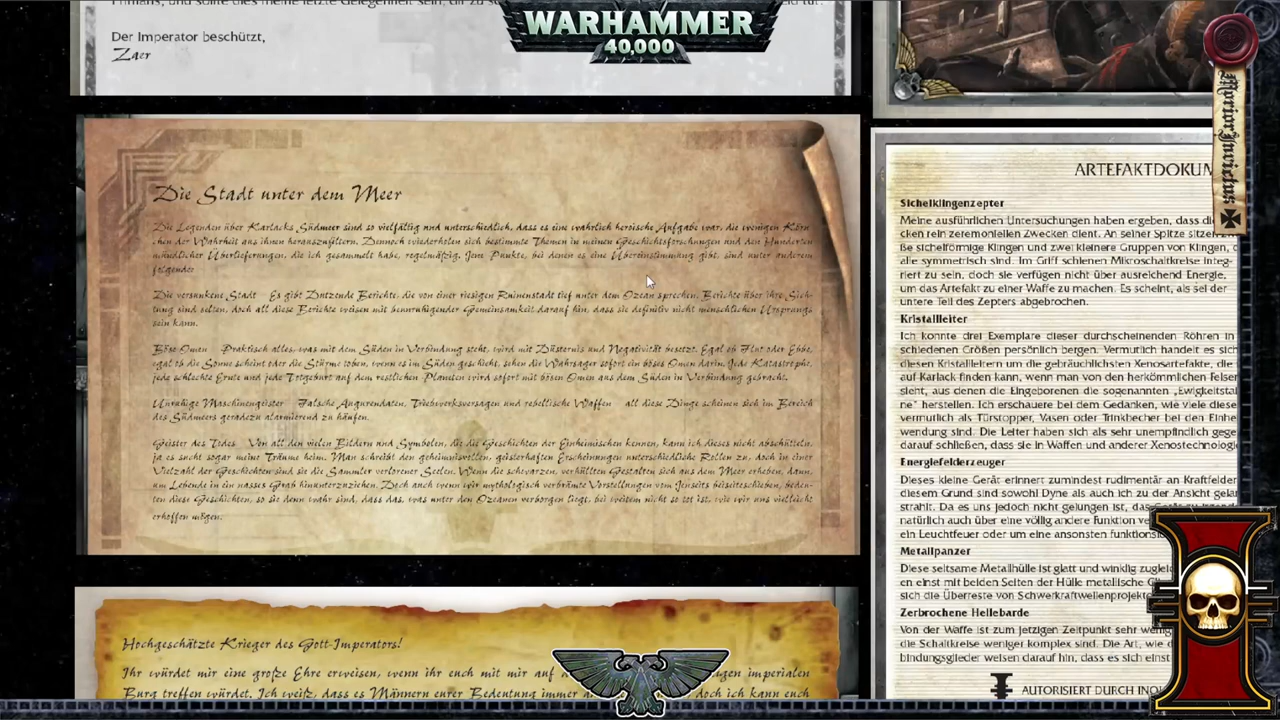 Der Imperator beschützt,
Zaer
WARHAMMER
40,000
Die Stadt unter dem Meer
Die Legenden über Karlacks Südmeer sind so vielfältig und unterschiedlich, dass es eine wahrlich heroische Aufgabe war, die wenigen Körn-
chen der Wahrheit aus ihnen herauszufiltern. Dennoch wiederholen sich bestimmte Themen in meinen Geschichtsforschungen und den Hunderten
mündlicher Überlieferungen, die ich gesammelt habe, regelmäßig. Jene Punkte, bei denen es eine Übereinstimmung gibt, sind unter anderem
folgende:
Die versunkene Stadt – Es gibt Dutzende Berichte, die von einer riesigen Ruinenstadt tief unter dem Ozean sprechen. Berichte über ihre Sich-
tung sind selten, doch all diese Berichte weisen mit beunruhigender Gemeinsamkeit darauf hin, dass sie definitiv nicht menschlichen Ursprungs
sein kann.
Böse Omen – Praktisch alles, was mit dem Süden in Verbindung steht, wird mit Düsternis und Negativität besetzt. Egal ob Flut oder Ebbe,
egal ob die Sonne scheint oder die Stürme toben, wenn es im Süden geschieht, sehen die Wahrsager sofort ein böses Omen darin. Jede Katastrophe,
jede schlechte Ernte und jede Totgeburt auf dem restlichen Planeten wird sofort mit bösen Omen aus dem Süden in Verbindung gebracht.
Unruhige Maschinengeister – Falsche Augurendaten, Triebwerksversagen und rebellische Waffen – all diese Dinge scheinen sich im Bereich
des Südmeers geradezu alarmierend zu häufen.
Geister des Todes – Von all den vielen Bildern und Symbolen, die die Geschichten der Einheimischen kennen, kann ich dieses nicht abschütteln,
ja es sucht sogar meine Träume heim. Man schreibt den geheimnisvollen, geisterhaften Erscheinungen unterschiedliche Rollen zu, doch in einer
Vielzahl der Geschichten sind sie die Sammler verlorener Seelen. Wenn die schwarzen, verhüllten Gestalten sich aus dem Meer erheben, dann,
um Lebende in ein nasses Grab hinunterzuziehen. Doch auch wenn wir mythologisch verbrämte Vorstellungen vom Jenseits beiseiteschieben, bedeu-
ten diese Geschichten, so sie denn wahr sind, dass das, was unter den Ozeanen verborgen liegt, bei weitem nicht so tot ist, wie wir uns vielleicht
erhoffen mögen.
Hochgeschätzte Krieger des Gott-Imperators!
Ihr würdet mir eine große Ehre erweisen, wenn ihr euch mit mir auf imperialen
Burg treffen würdet. Ich weiß, dass es Männern eurer Bedeutung immer doch ich kann euch
ARTEFAKTDOKUM
Sichelklingenzepter
Meine ausführlichen Untersuchungen haben ergeben, dass die
cken rein zeremoniellen Zwecken dient. An seiner Spitze sitzen
ße sichelförmige Klingen und zwei kleinere Gruppen von Klingen, d
alle symmetrisch sind. Im Griff schienen Mikroschaltkreise integ-
riert zu sein, doch sie verfügen nicht über ausreichend Energie,
um das Artefakt zu einer Waffe zu machen. Es scheint, als sei der
untere Teil des Zepters abgebrochen.
Kristallleiter
Ich konnte drei Exemplare dieser durchscheinenden Röhren in
schiedenen Größen persönlich bergen. Vermutlich handelt es sich
diesen Kristalleitern um die gebräuchlichsten Xenosartefakte, die
auf Karlack finden kann, wenn man von den herkömmlichen Felsen
sieht, aus denen die Eingeborenen die sogenannten „Ewigkeitsta
ne" herstellen. Ich erschauere bei dem Gedanken, wie viele diese
vermutlich als Türstopper, Vasen oder Trinkbecher bei den Einhe
wendung sind. Die Leiter haben sich als sehr unempfindlich gege
darauf schließen, dass sie in Waffen und anderer Xenostechnologi
Energiefelderzeuger
Dieses kleine Gerät erinnert zumindest rudimentär an Kraftfelder
diesem Grund sind sowohl Dyne als auch ich zu der Ansicht gelan
strahlt. Da es uns jedoch nicht gelungen ist, das
natürlich auch über eine völlig andere Funktion ve
ein Leuchtfeuer oder um eine ansonsten funktions
Metallpanzer
Diese seltsame Metallhülle ist glatt und winklig zugleic
en einst mit beiden Seiten der Hülle metallische Gl
sich die Überreste von Schwerkraftwellenprojekto
Zerbrochene Hellebarde
Von der Waffe ist zum jetzigen Zeitpunkt sehr wenig
die Schaltkreise weniger komplex sind. Die Art, wie d
bindungsglieder weisen darauf hin, dass es sich einst
AUTORISIERT DURCH INQU